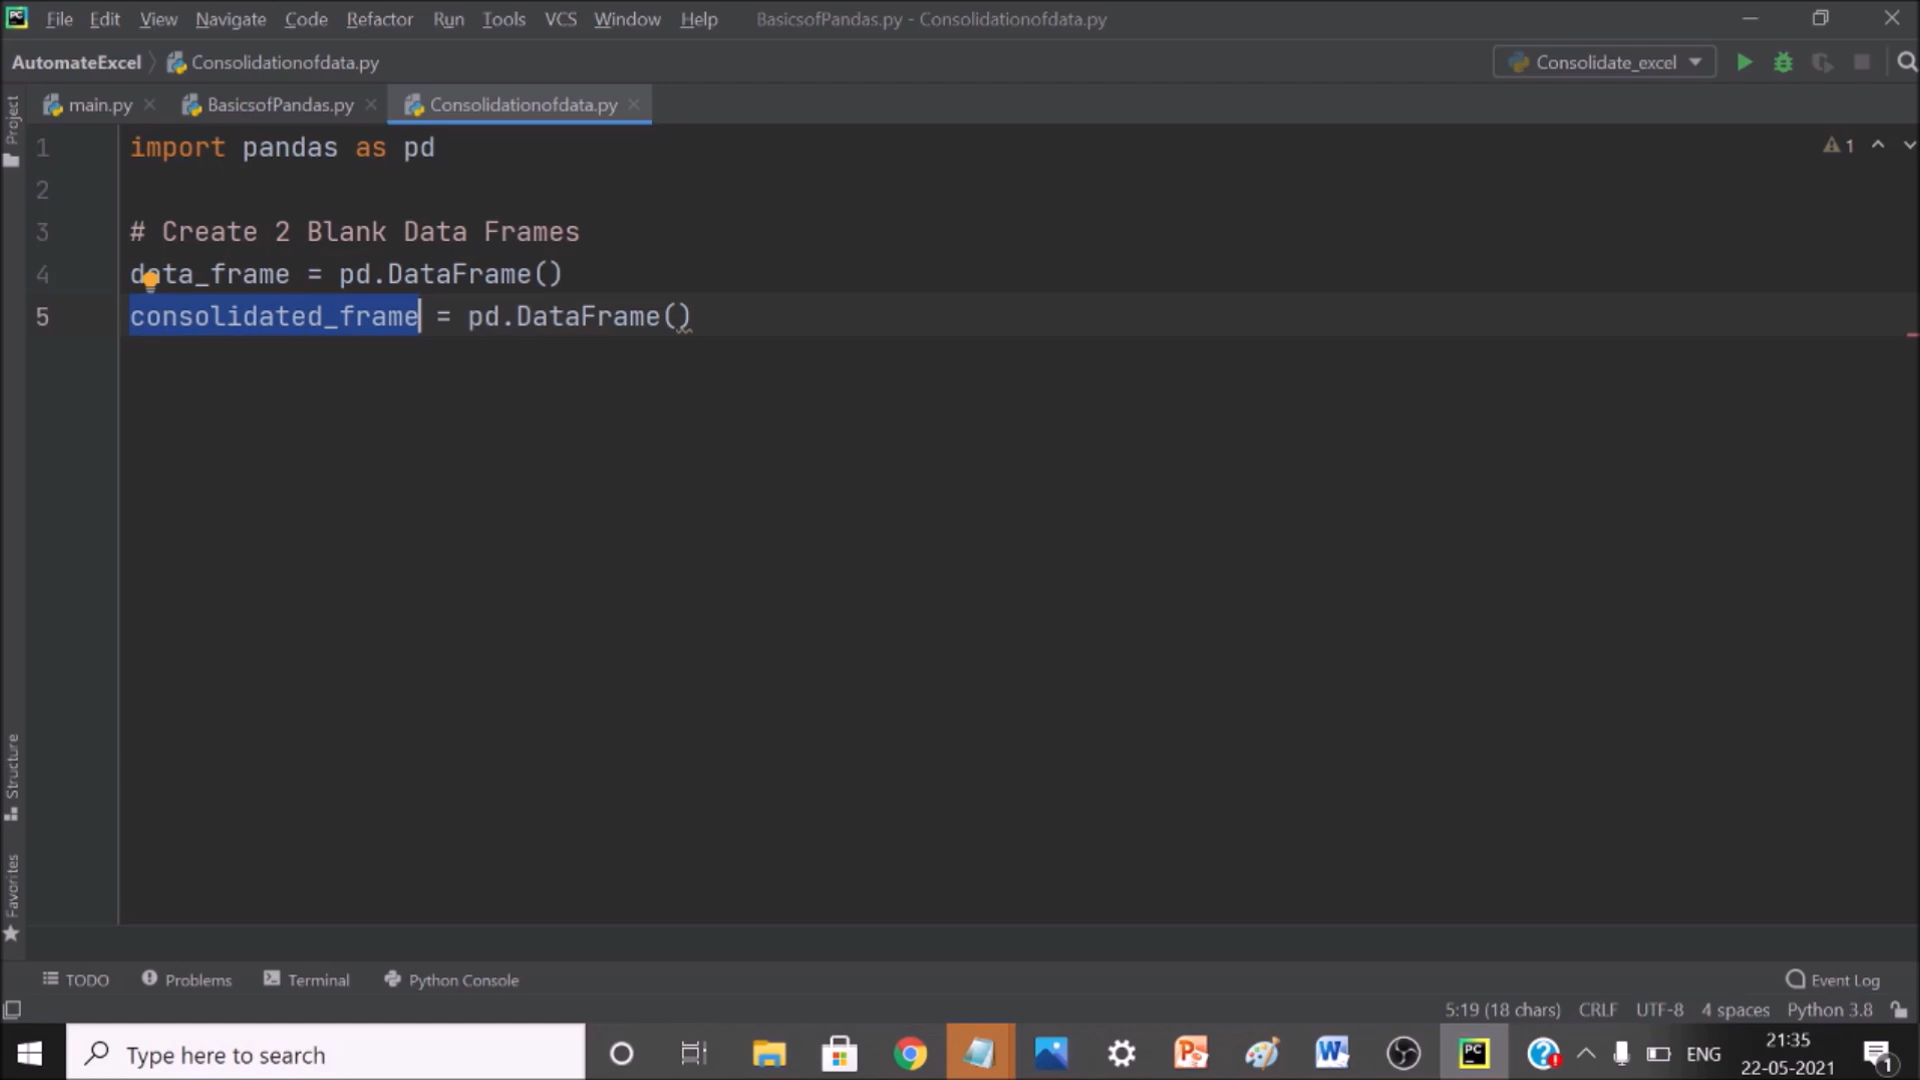 File Edit View Navigate Code Refactor Run Tools VCS Window Help BasicsofPandas.py - Consolidationofdata.py
AutomateExcel Consolidationofdata.py Consolidate_excel
main.py BasicsofPandas.py Consolidationofdata.py
Project
1 import pandas as pd
1
2
3 # Create 2 Blank Data Frames
4 data_frame = pd.DataFrame()
5 consolidated_frame = pd.DataFrame()
Structure
Favorites
TODO Problems Terminal Python Console Event Log
5:19 (18 chars) CRLF UTF-8 4 spaces Python 3.8
Type here to search
ENG
21:35
22-05-2021
1